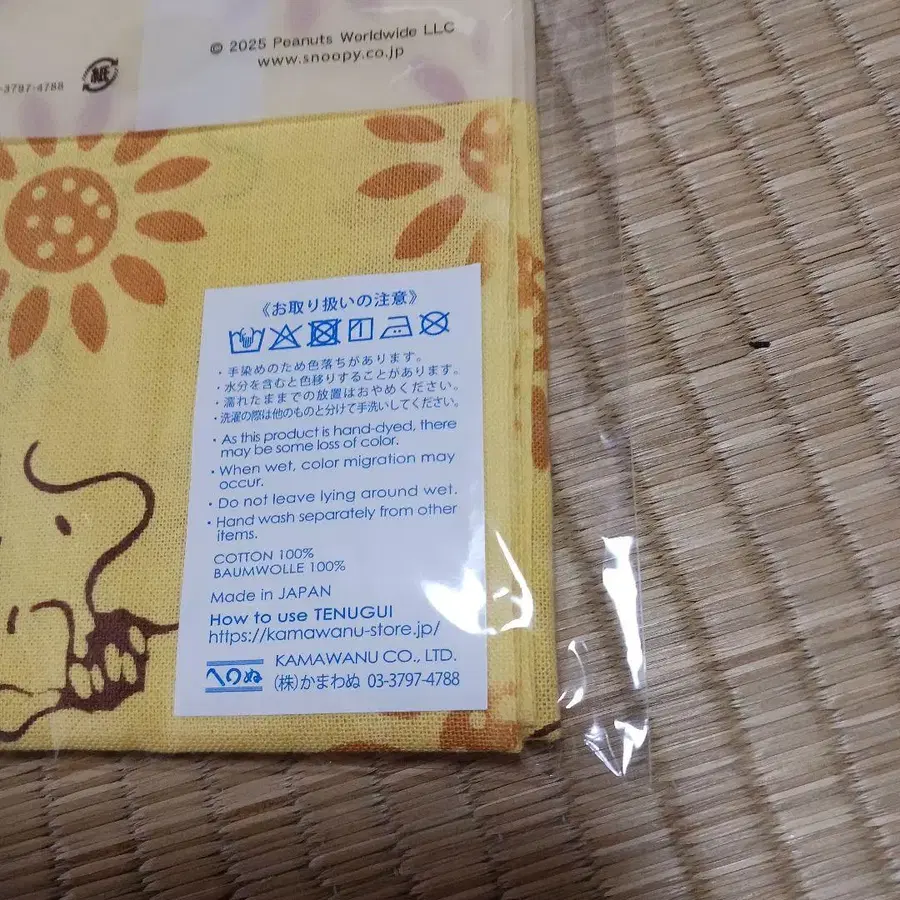 © 2025 Peanuts Worldwide LLC
www.snoopy.co.jp
-3797-4788
紙
《お取り扱いの注意》
・手染めのため色落ちがあります。
・水分を含むと色移りすることがあります。
・濡れたままでの放置はおやめください。
・洗濯の際は他のものと分けて手洗いしてください。
・As this product is hand-dyed, there
may be some loss of color.
・When wet, color migration may
occur.
・Do not leave lying around wet.
・Hand wash separately from other
items.
COTTON 100%
BAUMWOLLE 100%
Made in JAPAN
How to use TENUGUI
https://kamawanu-store.jp/
KAMAWANU CO., LTD.
(株)かまわぬ 03-3797-4788